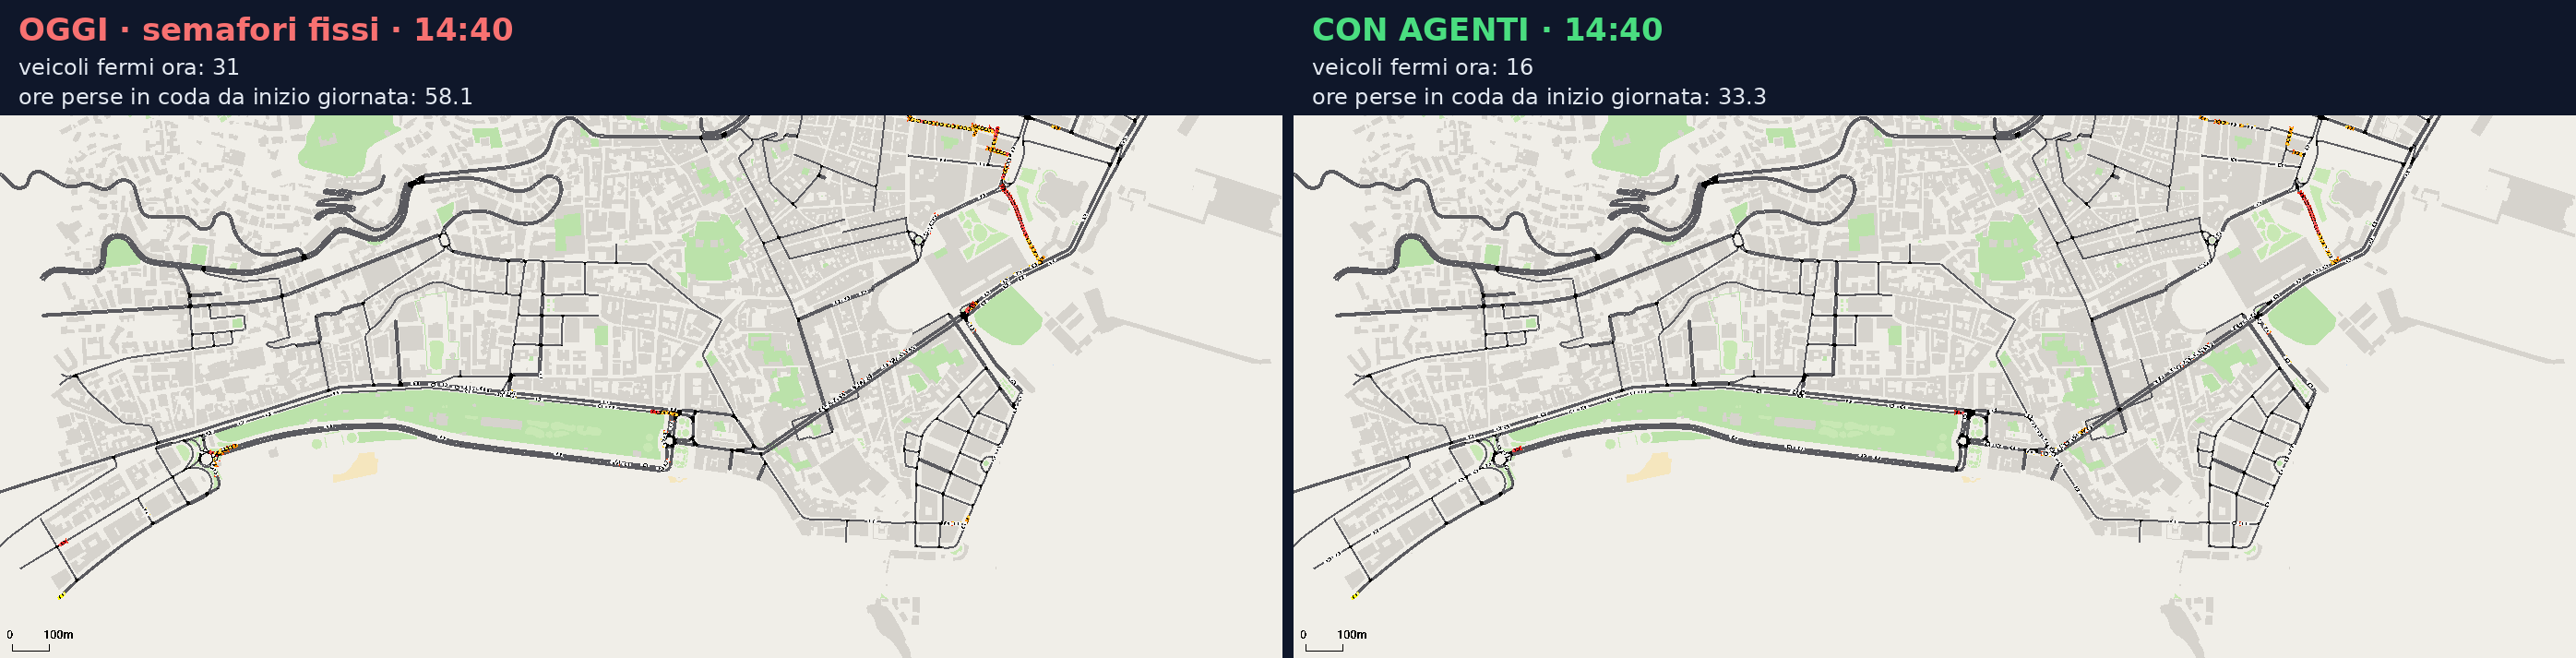 OGGI · semafori fissi · 14:40
veicoli fermi ora: 31
ore perse in coda da inizio giornata: 58.1
CON AGENTI · 14:40
veicoli fermi ora: 16
ore perse in coda da inizio giornata: 33.3
0 100m
0 100m